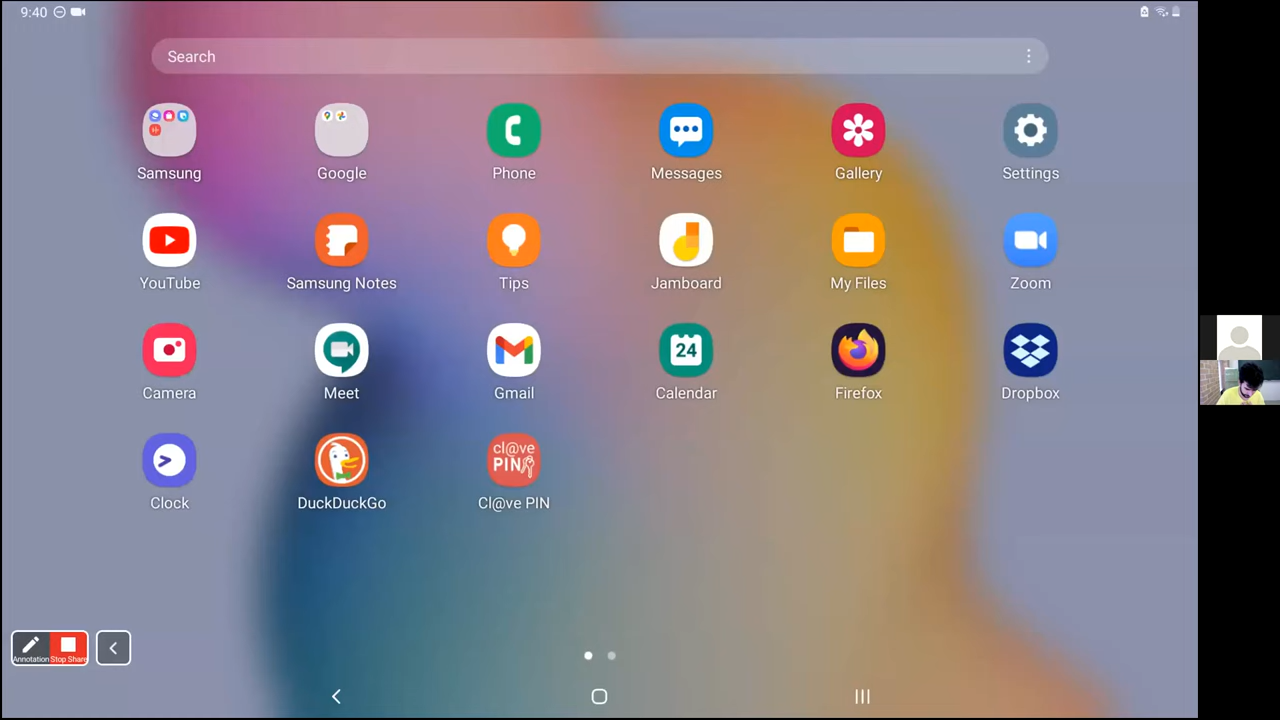 9:40
Search
Samsung
Google
Phone
Messages
Gallery
Settings
YouTube
Samsung Notes
Tips
Jamboard
My Files
Zoom
24
Camera
Meet
Gmail
Calendar
Firefox
Dropbox
cl@ve
PIN
Clock
DuckDuckGo
Cl@ve PIN
Annotation Stop Share